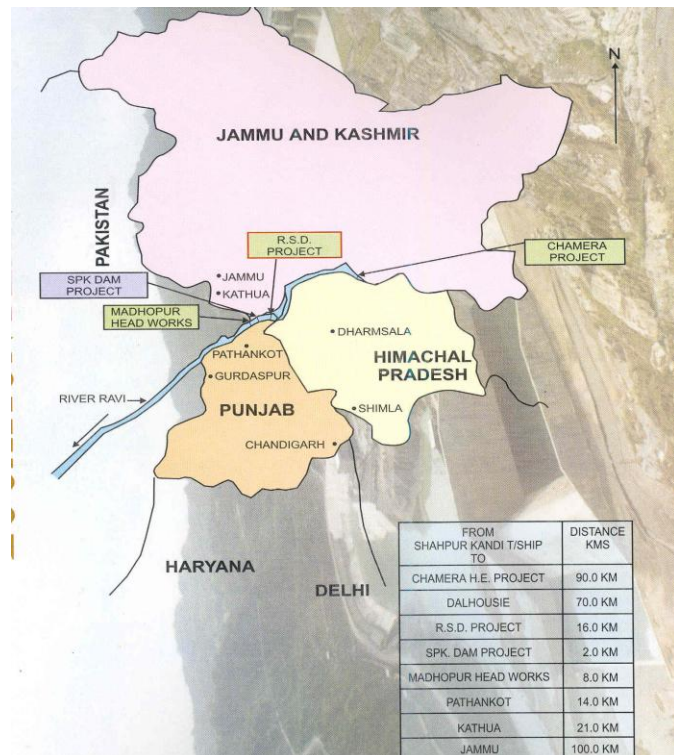 N
JAMMU AND KASHMIR
PAKISTAN
R.S.D.
PROJECT
CHAMERA
PROJECT
SPK DAM
PROJECT
JAMMU
KATHUA
MADHOPUR
HEAD WORKS
DHARMSALA
PATHANKOT
HIMACHAL
PRADESH
GURDASPUR
RIVER RAVI
PUNJAB
SHIMLA
CHANDIGARH
HARYANA
DELHI
FROM
SHAHPUR KANDI T/SHIP
TO
DISTANCE
KMS
CHAMERA H.E. PROJECT 90.0 KM
DALHOUSIE 70.0 KM
R.S.D. PROJECT 16.0 KM
SPK. DAM PROJECT 2.0 KM
MADHOPUR HEAD WORKS 8.0 KM
PATHANKOT 14.0 KM
KATHUA 21.0 KM
JAMMU 100.0 KM